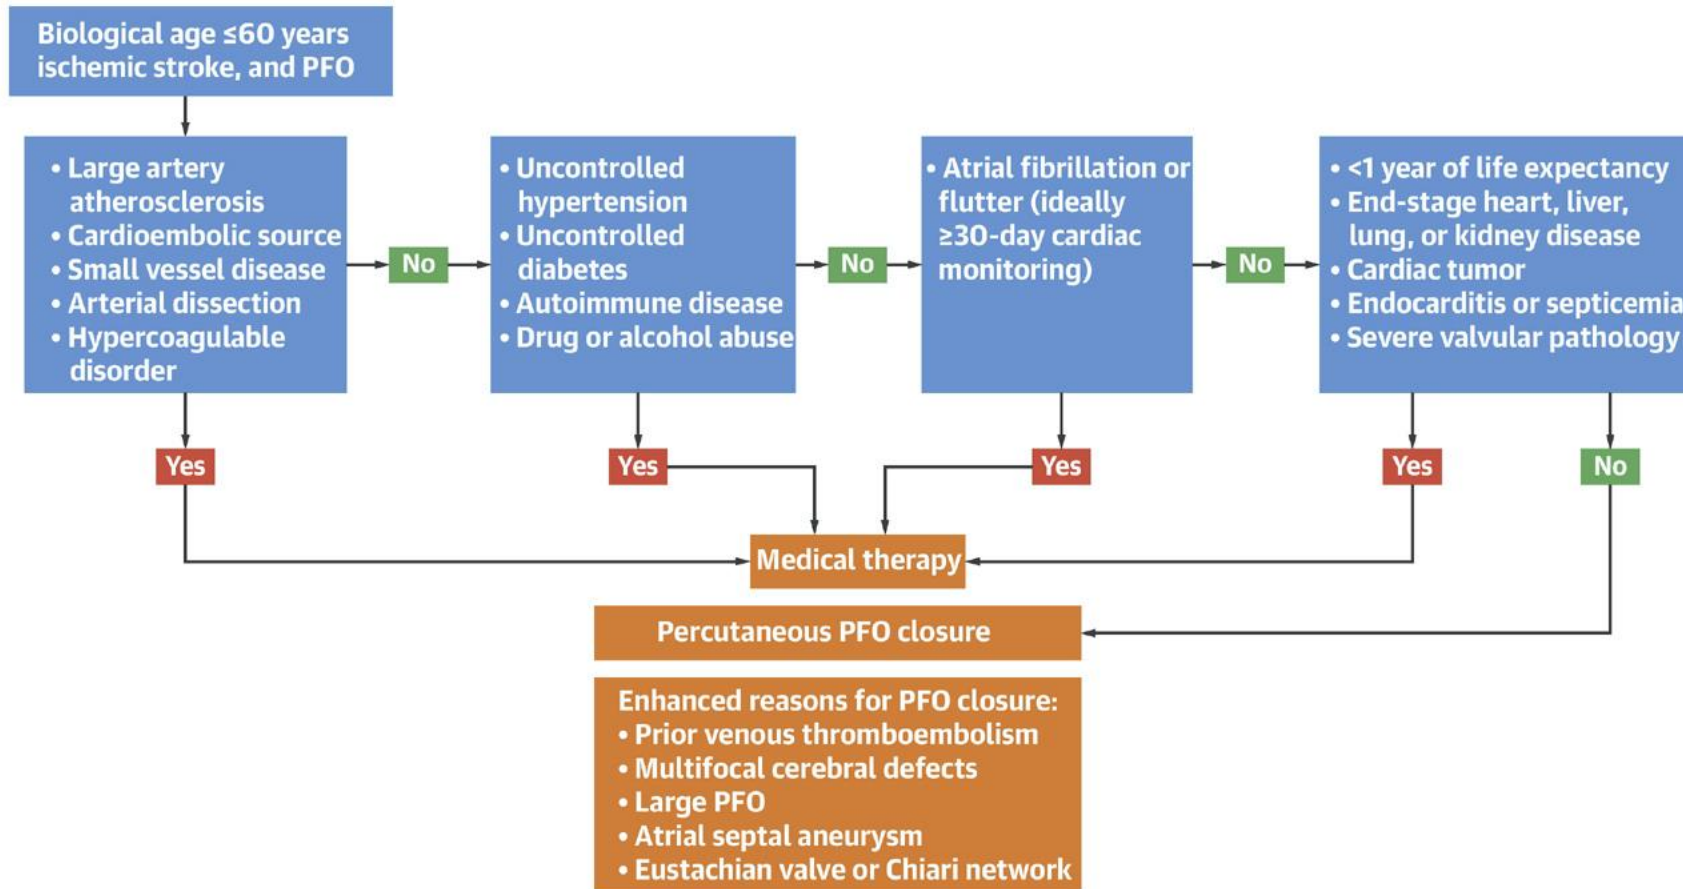 Biological age ≤60 years
ischemic stroke, and PFO
• Large artery
atherosclerosis
• Cardioembolic source
• Small vessel disease
• Arterial dissection
• Hypercoagulable
disorder
No
• Uncontrolled
hypertension
• Uncontrolled
diabetes
• Autoimmune disease
• Drug or alcohol abuse
No
• Atrial fibrillation or
flutter (ideally
≥30-day cardiac
monitoring)
No
• <1 year of life expectancy
• End-stage heart, liver,
lung, or kidney disease
• Cardiac tumor
• Endocarditis or septicemia
• Severe valvular pathology
Yes
Yes
Yes
Yes
No
Medical therapy
Percutaneous PFO closure
Enhanced reasons for PFO closure:
• Prior venous thromboembolism
• Multifocal cerebral defects
• Large PFO
• Atrial septal aneurysm
• Eustachian valve or Chiari network